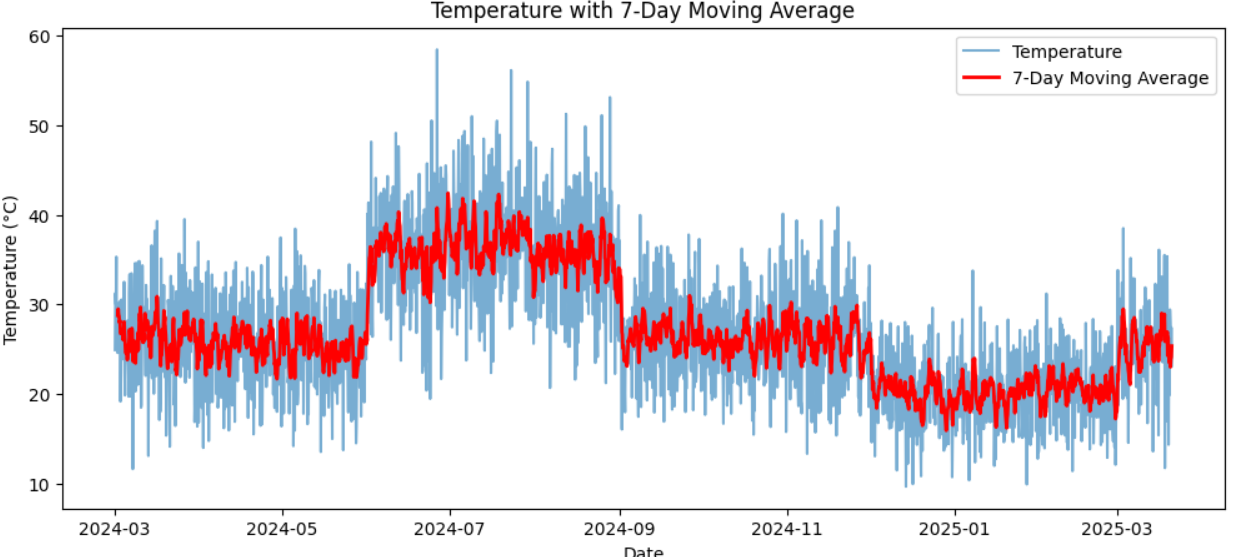 Temperature with 7-Day Moving Average
Temperature
7-Day Moving Average
Temperature (°C)
60
50
40
30
20
10
2024-03
2024-05
2024-07
2024-09
2024-11
2025-01
2025-03
Date